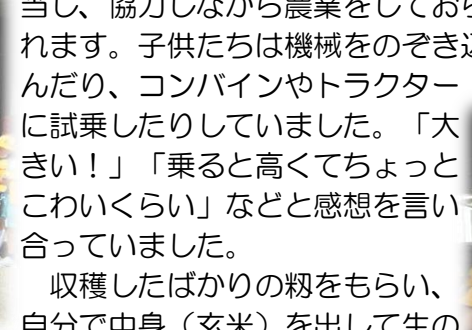 当し、協力しながら農業をしてお
れます。子供たちは機械をのぞき
んだり、コンバインやトラクター
に試乗したりしていました。「大
きい!」「乗ると高くてちょっと
こわいくらい」などと感想を言い
合っていました。
収穫したばかりの籾をもらい、
自分で中身(玄米)を出して生の